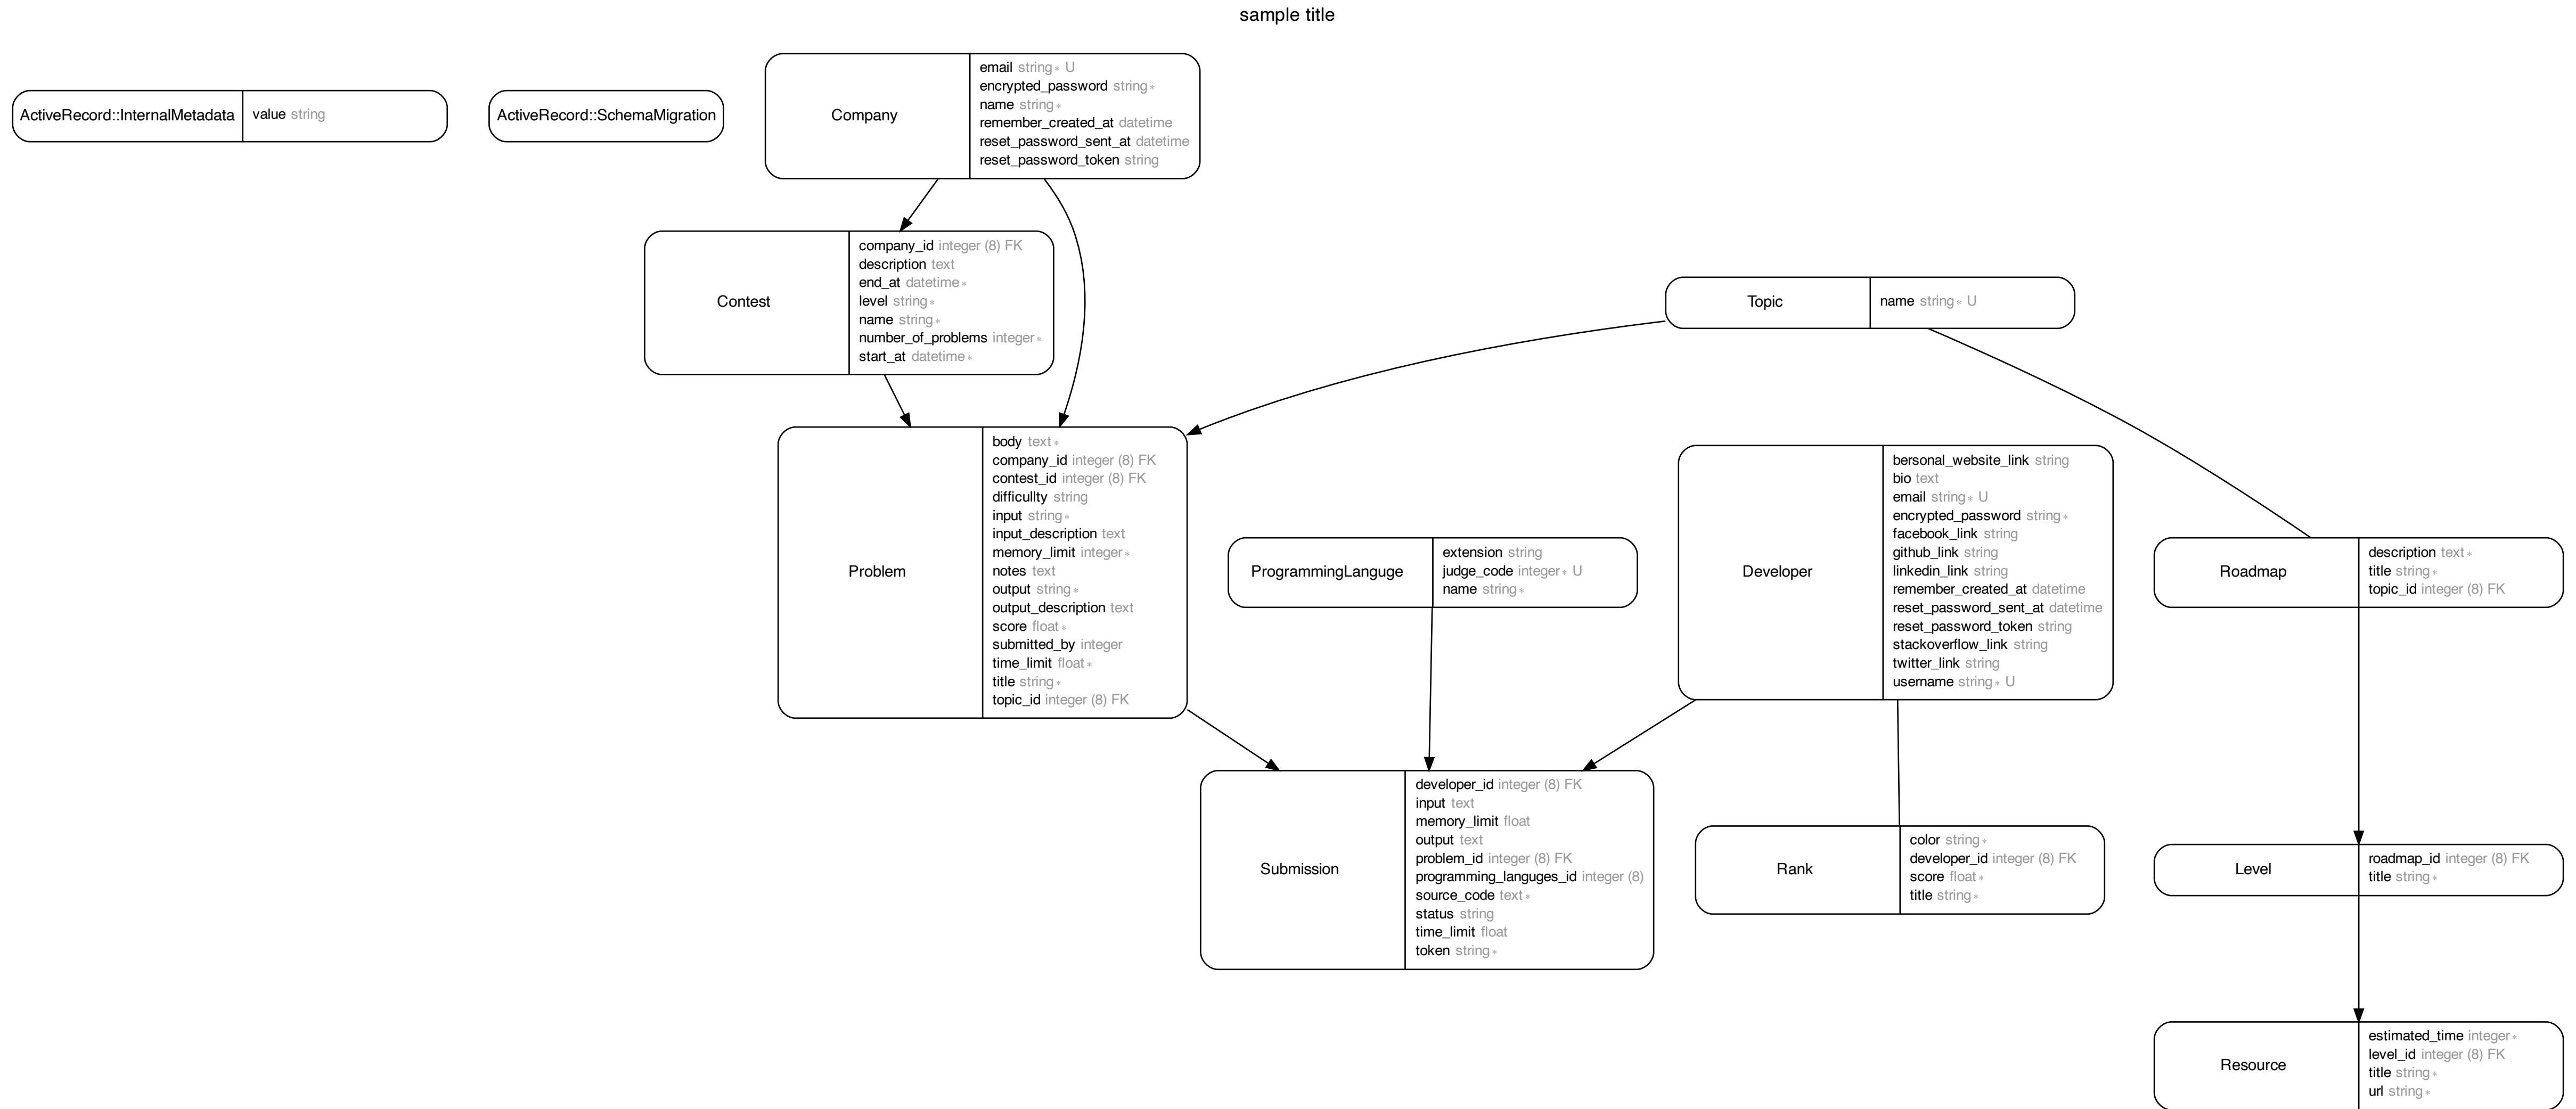 sample title
ActiveRecord::InternalMetadata
value string
ActiveRecord::SchemaMigration
Company
email string∗ U
encrypted_password string∗
name string∗
remember_created_at datetime
reset_password_sent_at datetime
reset_password_token string
Contest
company_id integer (8) FK
description text
end_at datetime∗
level string∗
name string∗
number_of_problems integer∗
start_at datetime∗
Topic
name string∗ U
Problem
body text∗
company_id integer (8) FK
contest_id integer (8) FK
difficullty string
input string∗
input_description text
memory_limit integer∗
notes text
output string∗
output_description text
score float∗
submitted_by integer
time_limit float∗
title string∗
topic_id integer (8) FK
ProgrammingLanguge
extension string
judge_code integer∗ U
name string∗
Developer
bersonal_website_link string
bio text
email string∗ U
encrypted_password string∗
facebook_link string
github_link string
linkedin_link string
remember_created_at datetime
reset_password_sent_at datetime
reset_password_token string
stackoverflow_link string
twitter_link string
username string∗ U
Roadmap
description text∗
title string∗
topic_id integer (8) FK
Submission
developer_id integer (8) FK
input text
memory_limit float
output text
problem_id integer (8) FK
programming_languges_id integer (8)
source_code text∗
status string
time_limit float
token string∗
Rank
color string∗
developer_id integer (8) FK
score float∗
title string∗
Level
roadmap_id integer (8) FK
title string∗
Resource
estimated_time integer∗
level_id integer (8) FK
title string∗
url string∗